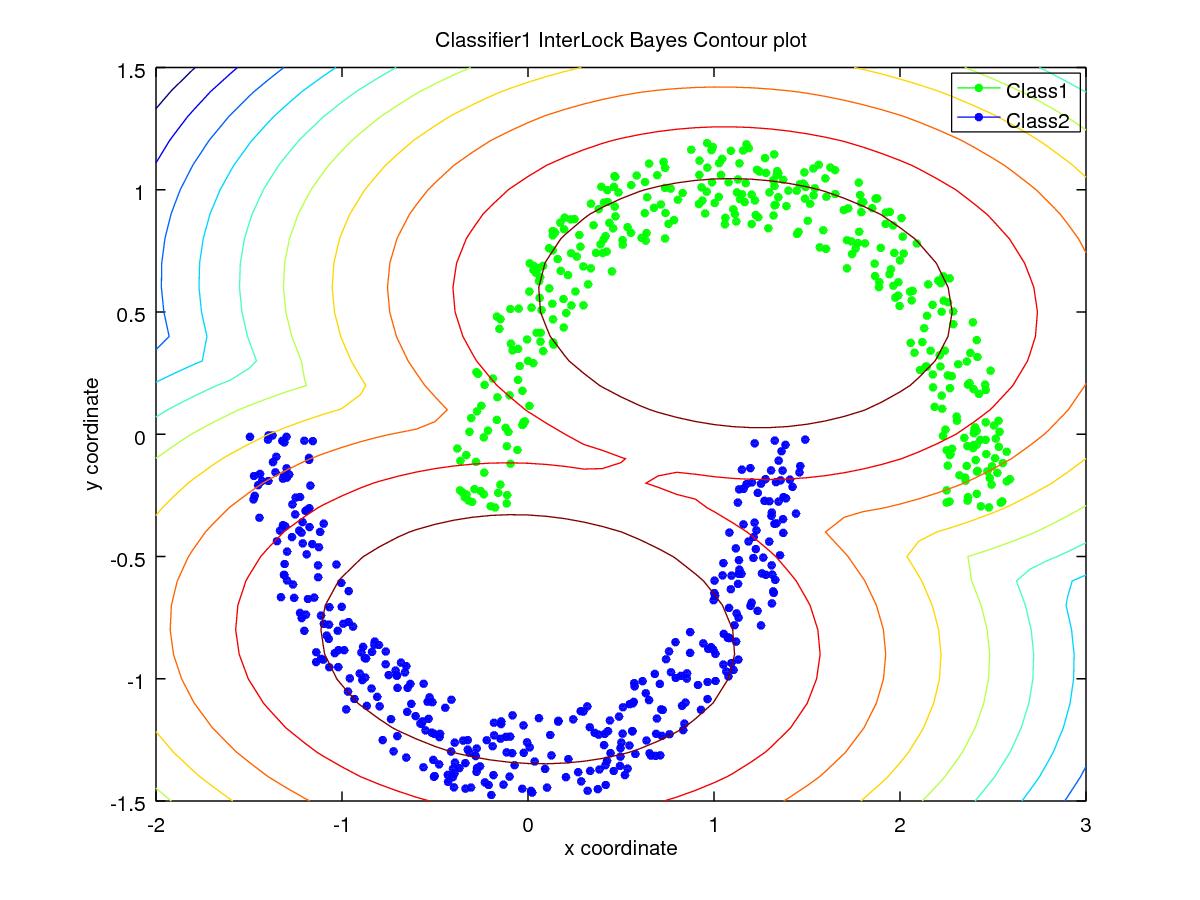 Classifier1 InterLock Bayes Contour plot
Class1
Class2
1.5
1
0.5
0
-0.5
-1
-1.5
y coordinate
-2
-1
0
1
2
3
x coordinate